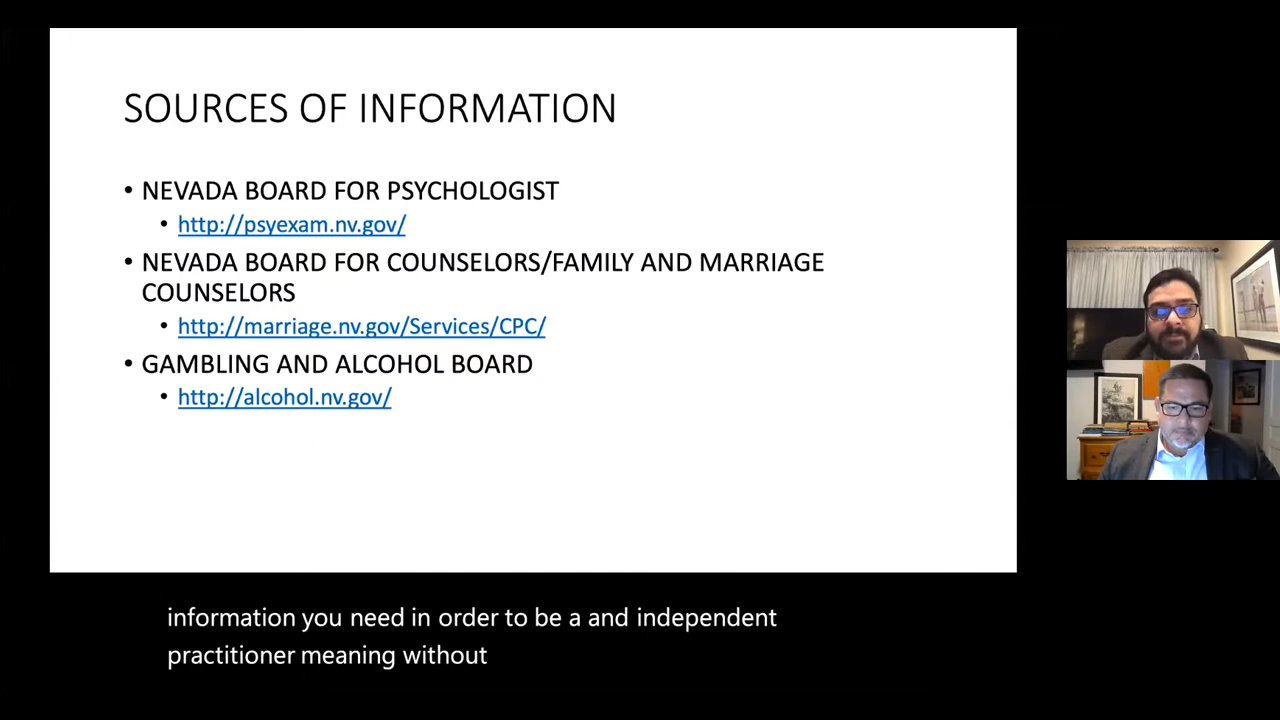 SOURCES OF INFORMATION
• NEVADA BOARD FOR PSYCHOLOGIST
• http://psyexam.nv.gov/
• NEVADA BOARD FOR COUNSELORS/FAMILY AND MARRIAGE
COUNSELORS
• http://marriage.nv.gov/Services/CPC/
• GAMBLING AND ALCOHOL BOARD
• http://alcohol.nv.gov/
information you need in order to be a and independent
practitioner meaning without